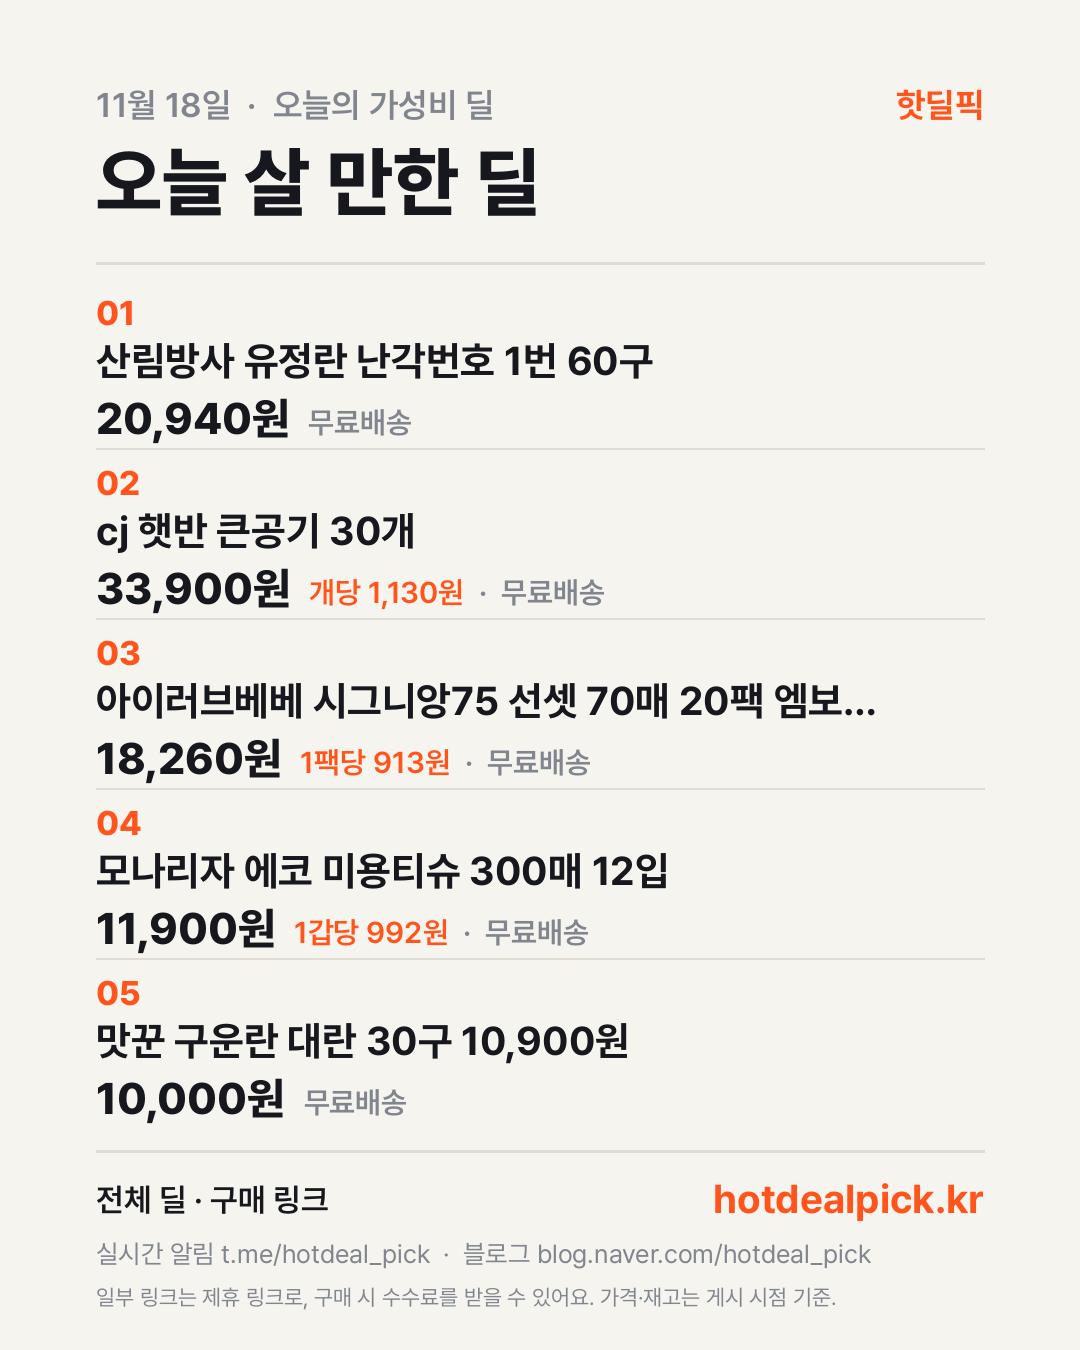 11월 18일 · 오늘의 가성비 딜
핫딜픽
오늘 살 만한 딜
01
산림방사 유정란 난각번호 1번 60구
20,940원 무료배송
02
cj 햇반 큰공기 30개
33,900원 개당 1,130원 · 무료배송
03
아이러브베베 시그니앙75 선셋 70매 20팩 엠보...
18,260원 1팩당 913원 · 무료배송
04
모나리자 에코 미용티슈 300매 12입
11,900원 1갑당 992원 · 무료배송
05
맛꾼 구운란 대란 30구 10,900원
10,000원 무료배송
전체 딜 · 구매 링크
hotdealpick.kr
실시간 알림 t.me/hotdeal_pick · 블로그 blog.naver.com/hotdeal_pick
일부 링크는 제휴 링크로, 구매 시 수수료를 받을 수 있어요. 가격·재고는 게시 시점 기준.